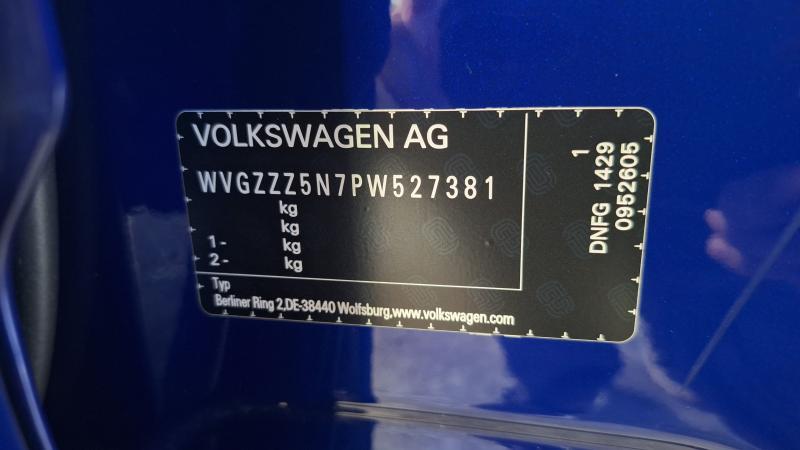 VOLKSWAGEN AG
WVGZZZ5N7PW527381
kg
kg
1- kg
2- kg
Typ
Berliner Ring 2,DE-38440 Wolfsburg,www.volkswagen.com
1
DNFG 1429
0952605